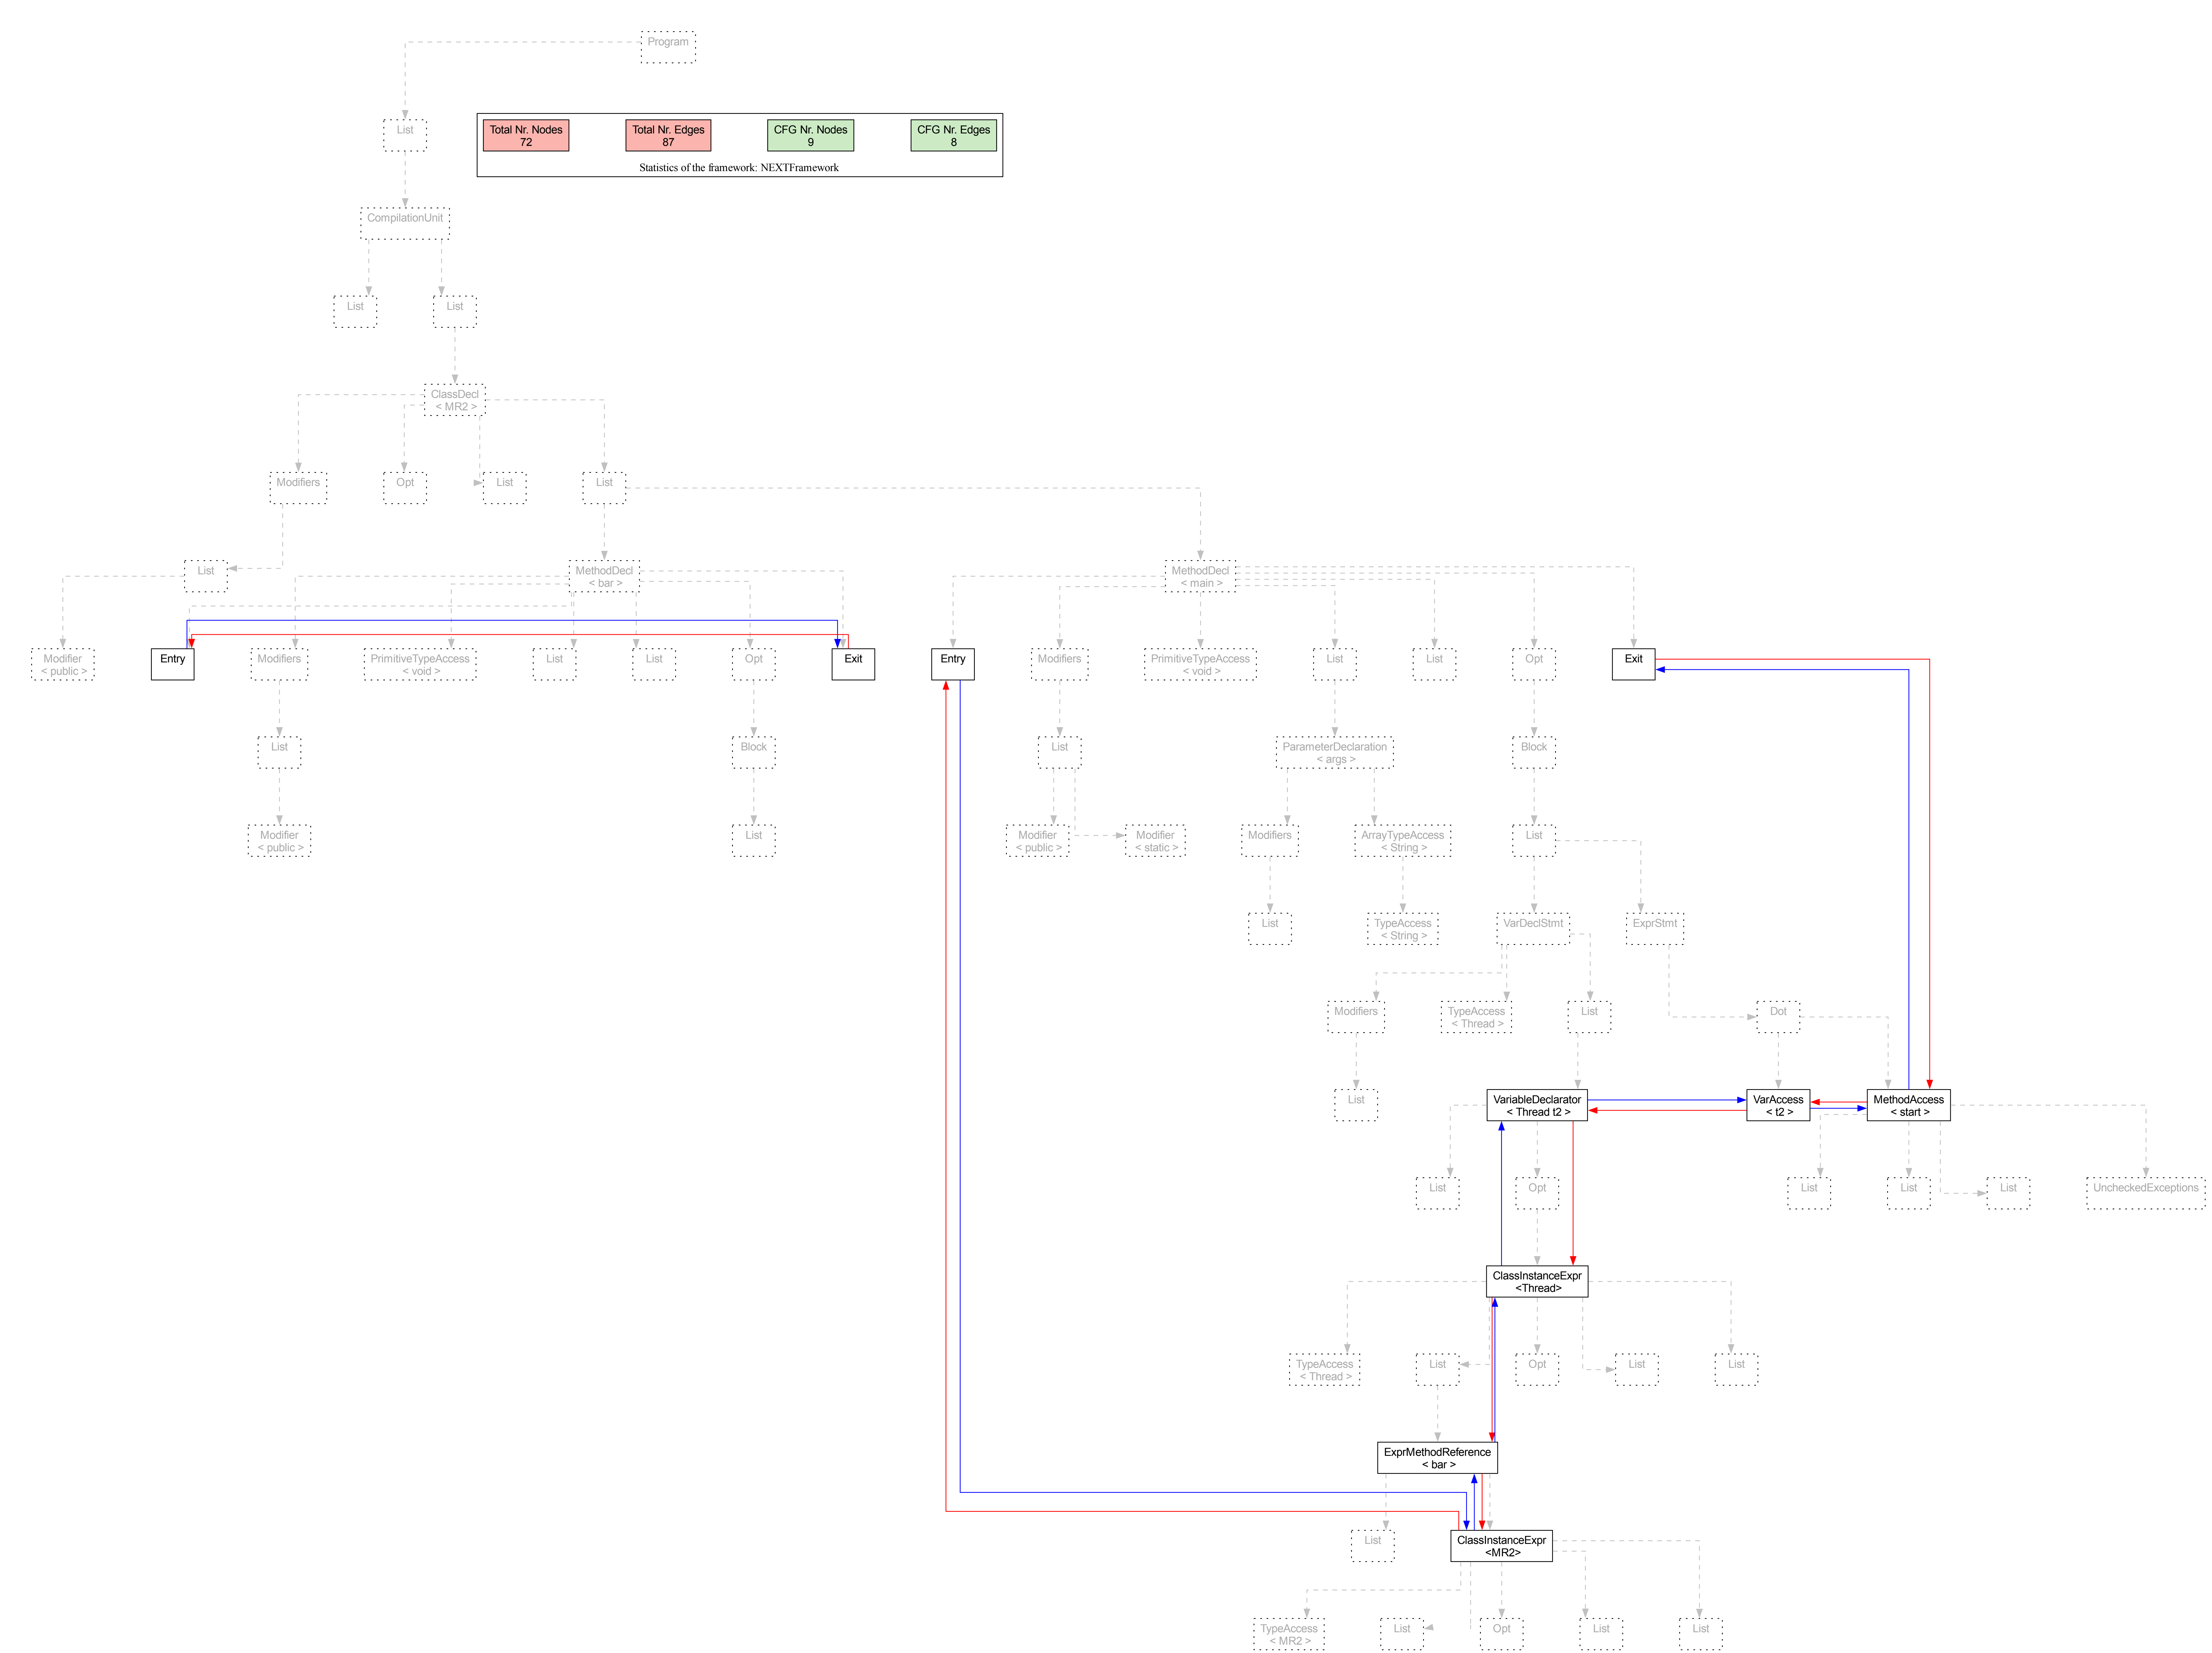 Program
List
Total Nr. Nodes
72
Total Nr. Edges
87
CFG Nr. Nodes
9
CFG Nr. Edges
8
Statistics of the framework: NEXTFramework
CompilationUnit
List
List
ClassDecl
< MR2 >
Modifiers
Opt
List
List
List
MethodDecl
< bar >
MethodDecl
< main >
Modifier
< public >
Entry
Modifiers
PrimitiveTypeAccess
< void >
List
List
Opt
Exit
Entry
Modifiers
PrimitiveTypeAccess
< void >
List
List
Opt
Exit
List
Block
List
ParameterDeclaration
< args >
Block
Modifier
< public >
List
Modifier
< public >
Modifier
< static >
Modifiers
ArrayTypeAccess
< String >
List
List
TypeAccess
< String >
VarDeclStmt
ExprStmt
Modifiers
TypeAccess
< Thread >
List
Dot
List
VariableDeclarator
< Thread t2 >
VarAccess
< t2 >
MethodAccess
< start >
List
Opt
List
List
List
UncheckedExceptions
ClassInstanceExpr
<Thread>
TypeAccess
< Thread >
List
Opt
List
List
ExprMethodReference
< bar >
List
ClassInstanceExpr
<MR2>
TypeAccess
< MR2 >
List
Opt
List
List